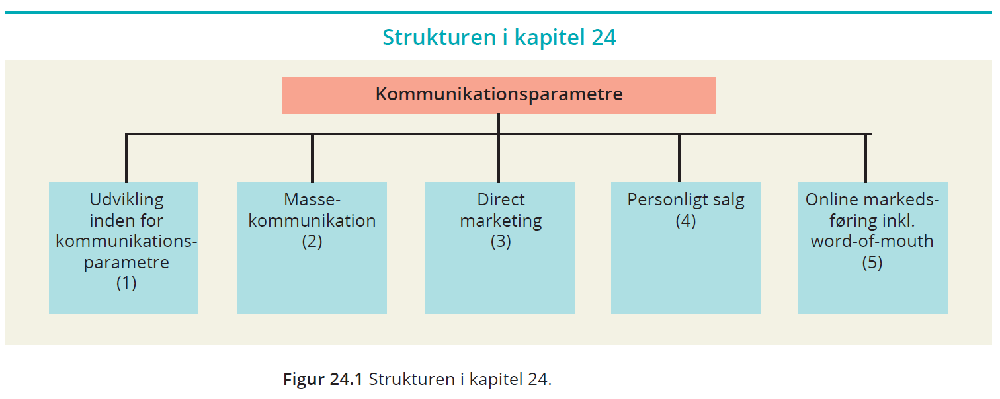 Strukturen i kapitel 24
Kommunikationsparametre
Udvikling
inden for
kommunikations-
parametre
(1)
Masse-
kommunikation
(2)
Direct
marketing
(3)
Personligt salg
(4)
Online markeds-
føring inkl.
word-of-mouth
(5)
Figur 24.1 Strukturen i kapitel 24.